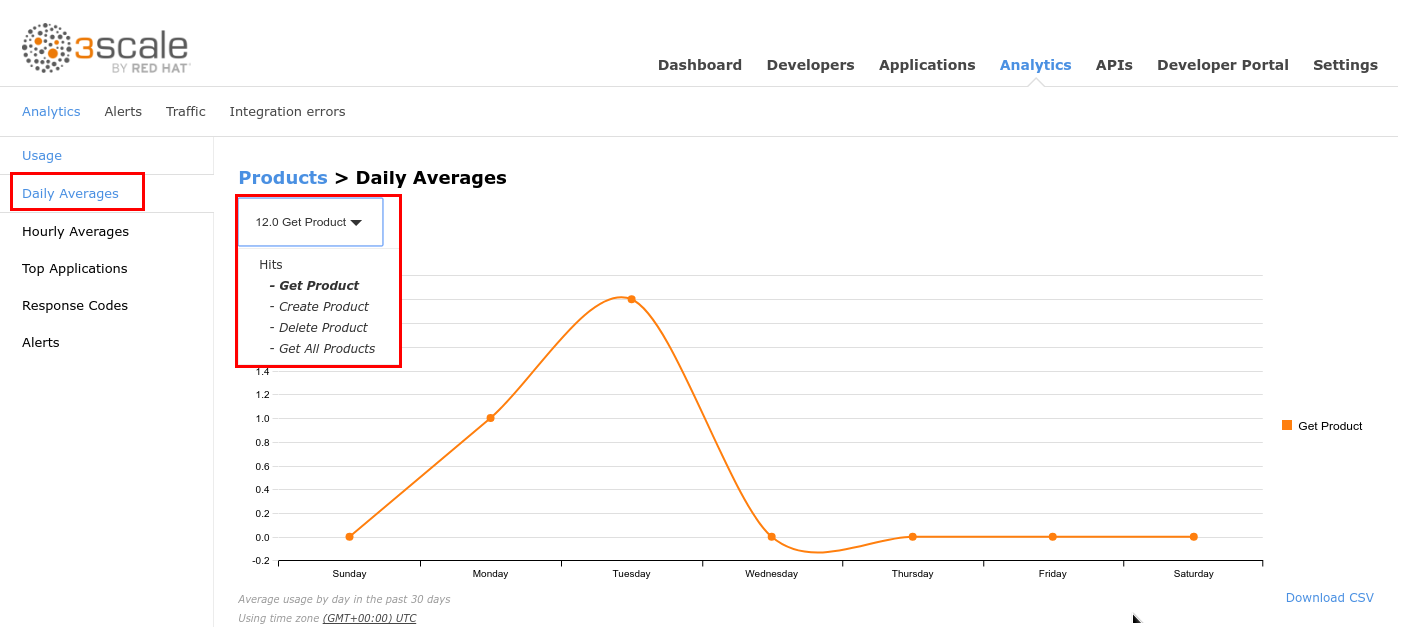 3scale
BY RED HAT
Dashboard Developers Applications Analytics APIs Developer Portal Settings
Analytics Alerts Traffic Integration errors
Usage
Daily Averages
Hourly Averages
Top Applications
Response Codes
Alerts
Products > Daily Averages
12.0 Get Product
Hits
- Get Product
- Create Product
- Delete Product
- Get All Products
1.4
1.2
1.0
0.8
0.6
0.4
0.2
0.0
-0.2
Sunday Monday Tuesday Wednesday Thursday Friday Saturday
Get Product
Average usage by day in the past 30 days
Using time zone (GMT+00:00) UTC
Download CSV